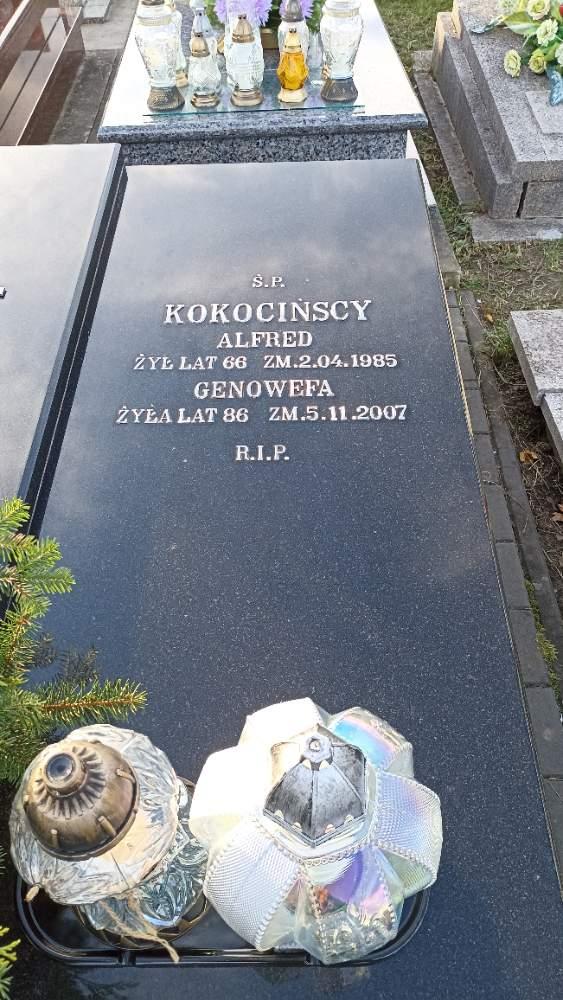 Ś.P.
KOKOCIŃSCY
ALFRED
ŻYŁ LAT 66 ZM.2.04.1985
GENOWEFA
ŻYŁA LAT 86 ZM.5.11.2007
R.I.P.